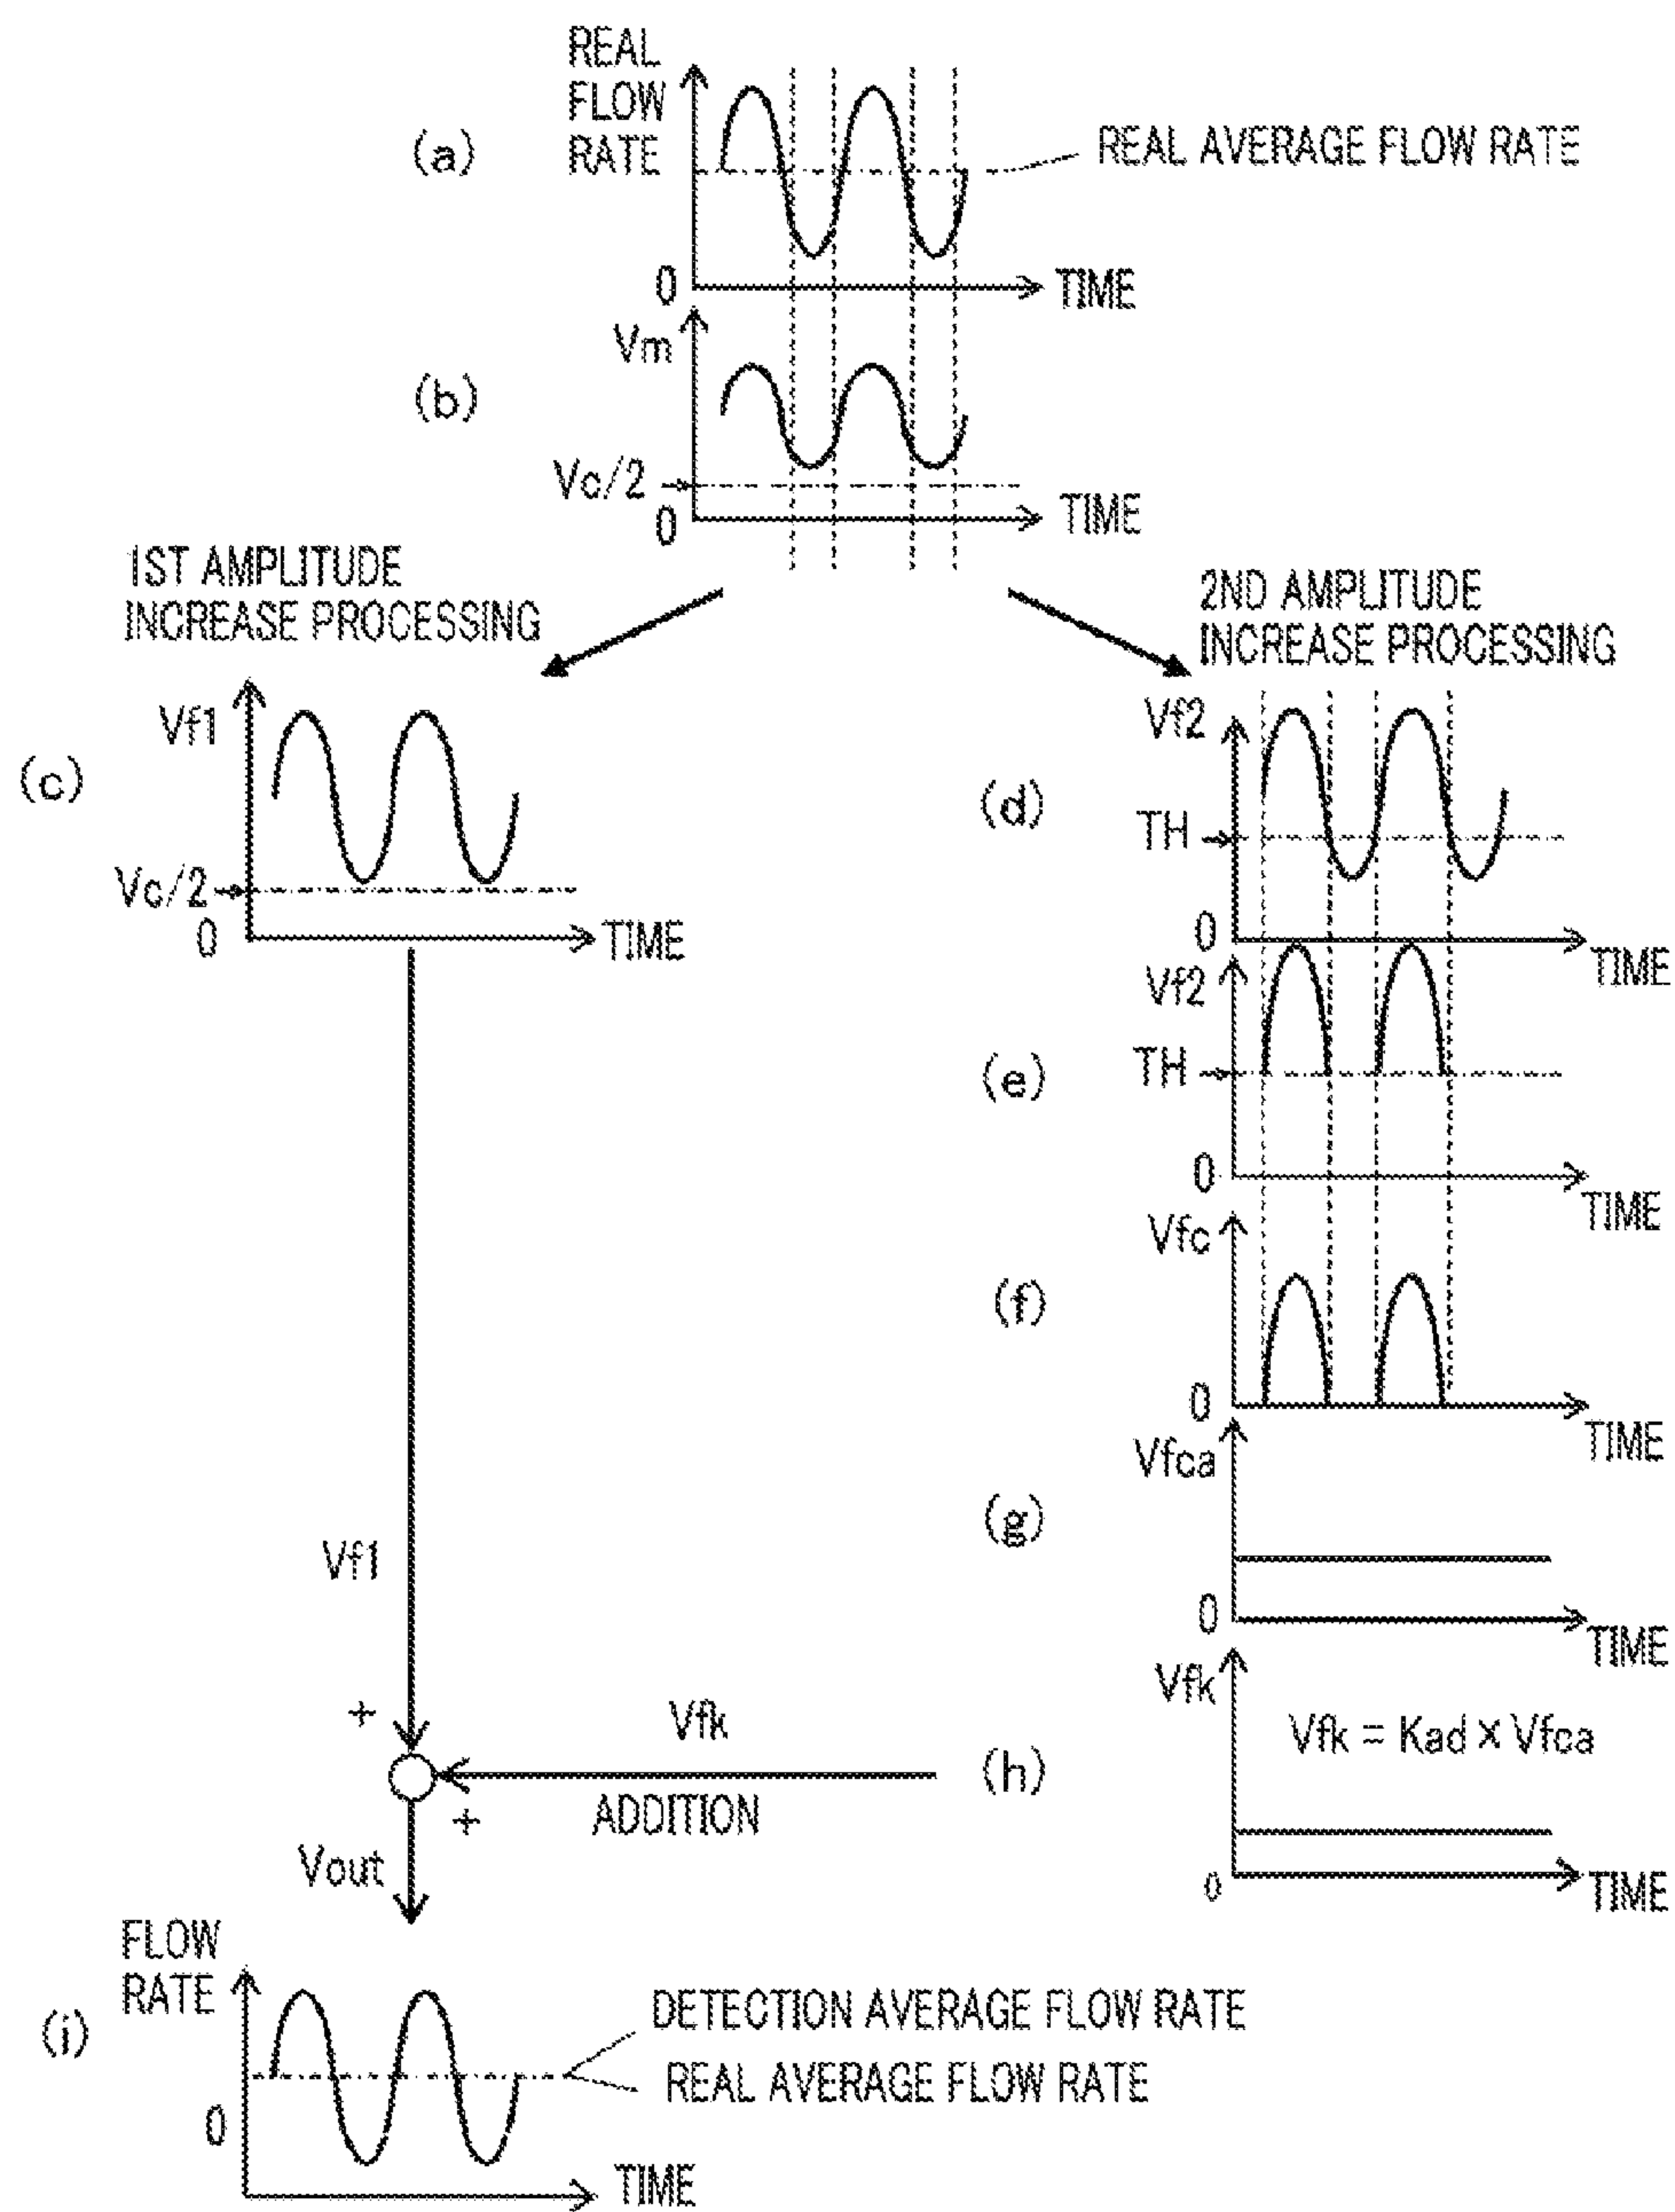 REAL
FLOW
RATE
(a)
REAL AVERAGE FLOW RATE
0
TIME
Vm
(b)
Vc/2
0
TIME
1ST AMPLITUDE
INCREASE PROCESSING
2ND AMPLITUDE
INCREASE PROCESSING
Vf1
(c)
Vc/2
0
TIME
Vf2
(d)
TH
0
TIME
Vf2
(e)
TH
0
TIME
Vfc
(f)
0
TIME
Vfca
(g)
0
TIME
Vf1
+
Vfk
+
ADDITION
Vfk
(h)
Vfk = Kad × Vfca
0
TIME
Vout
FLOW
RATE
(i)
DETECTION AVERAGE FLOW RATE
REAL AVERAGE FLOW RATE
0
TIME